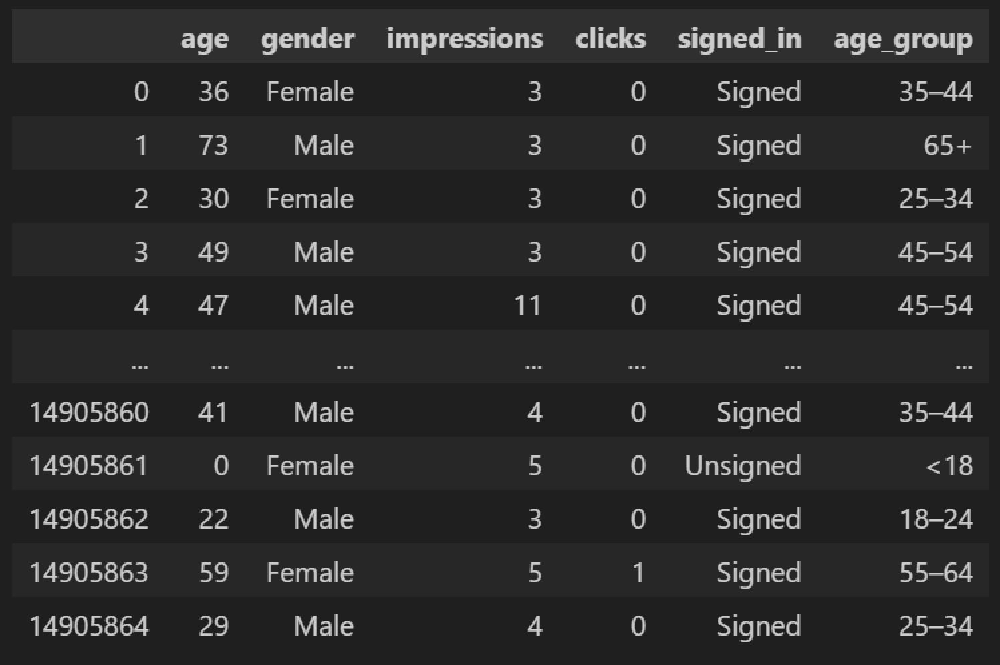 age gender impressions clicks signed_in age_group
0 36 Female 3 0 Signed 35–44
1 73 Male 3 0 Signed 65+
2 30 Female 3 0 Signed 25–34
3 49 Male 3 0 Signed 45–54
4 47 Male 11 0 Signed 45–54
... ... ... ... ... ... ...
14905860 41 Male 4 0 Signed 35–44
14905861 0 Female 5 0 Unsigned <18
14905862 22 Male 3 0 Signed 18–24
14905863 59 Female 5 1 Signed 55–64
14905864 29 Male 4 0 Signed 25–34